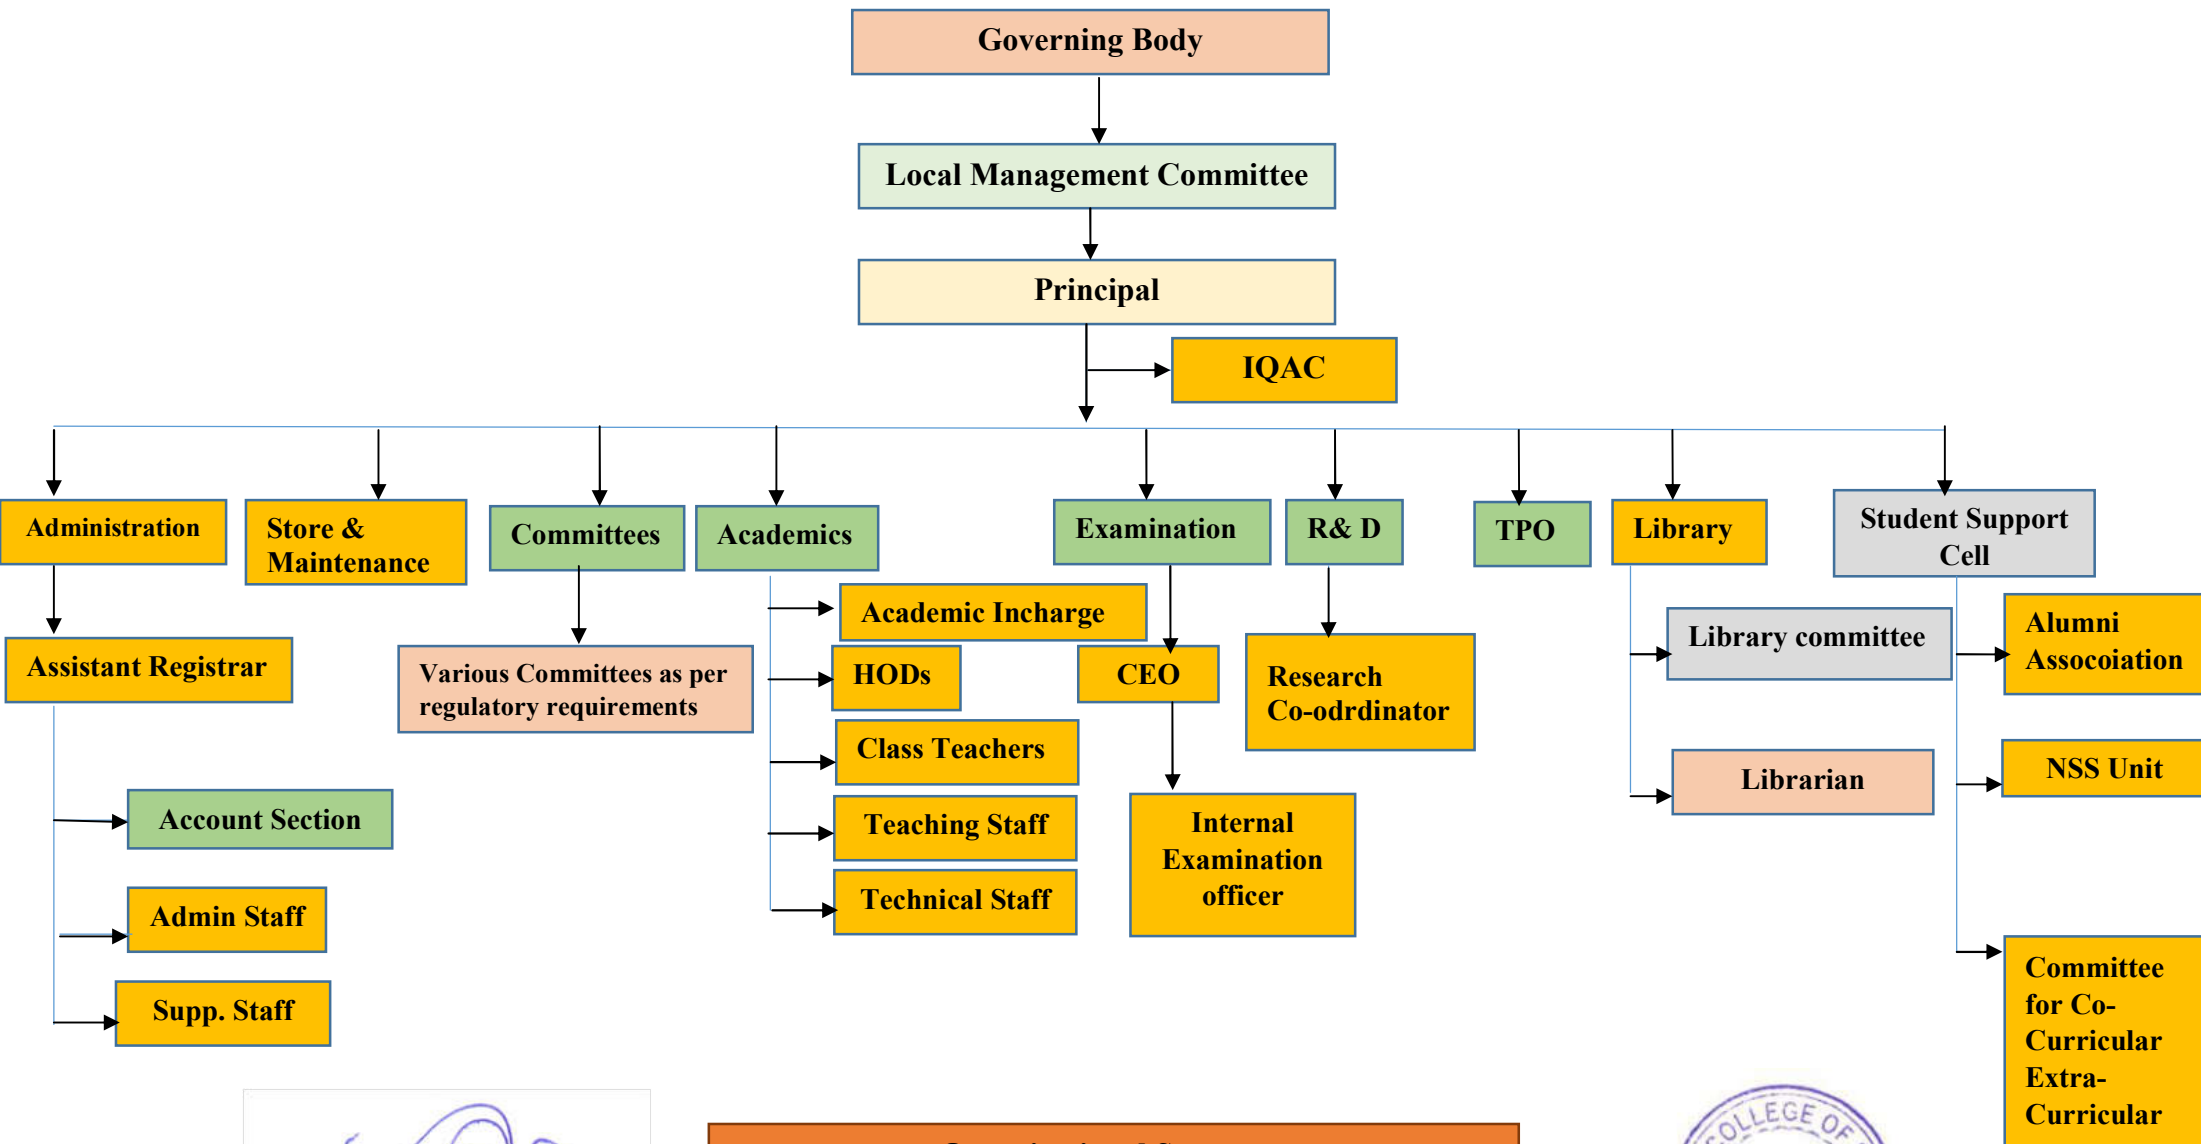 Governing Body
Local Management Committee
Principal
IQAC
Administration
Store &
Maintenance
Committees
Academics
Examination
R& D
TPO
Library
Student Support
Cell
Assistant Registrar
Various Committees as per
regulatory requirements
Academic Incharge
HODs
Class Teachers
Teaching Staff
Technical Staff
CEO
Internal
Examination
officer
Research
Co-odrdinator
Library committee
Librarian
Alumni
Assocoiation
NSS Unit
Committee
for Co-
Curricular
Extra-
Curricular
Account Section
Admin Staff
Supp. Staff
COLLEGE OF